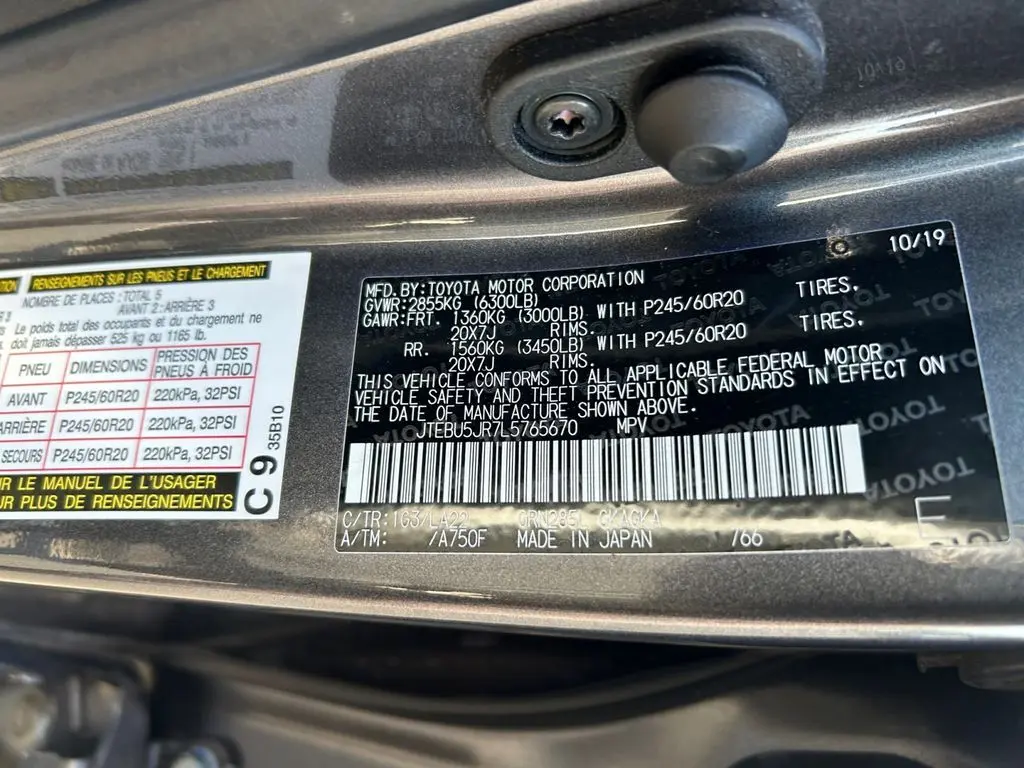 RENSEIGNEMENTS SUR LES PNEUS ET LE CHARGEMENT
NOMBRE DE PLACES : TOTAL 5
AVANT 2 : ARRIÈRE 3
Le poids total des occupants et du chargement ne
doit jamais dépasser 525 kg ou 1165 lb.
PNEU DIMENSIONS PRESSION DES PNEUS À FROID
AVANT P245/60R20 220kPa, 32PSI
ARRIÈRE P245/60R20 220kPa, 32PSI
SECOURS P245/60R20 220kPa, 32PSI
LE MANUEL DE L'USAGER
PLUS DE RENSEIGNEMENTS
C 9 35B10
10/19
MFD. BY: TOYOTA MOTOR CORPORATION
GVWR: 2855KG (6300LB)
GAWR: FRT. 1360KG (3000LB) WITH P245/60R20 TIRES.
20X7J RIMS.
RR. 1560KG (3450LB) WITH P245/60R20 TIRES.
20X7J RIMS.
THIS VEHICLE CONFORMS TO ALL APPLICABLE FEDERAL MOTOR
VEHICLE SAFETY AND THEFT PREVENTION STANDARDS IN EFFECT ON
THE DATE OF MANUFACTURE SHOWN ABOVE.
JTEBU5JR7L5765670 MPV
C/TR: 1G3/LA22 GRN285L GKAGKA
A/TM: /A750F MADE IN JAPAN /66
E
TOYOTA